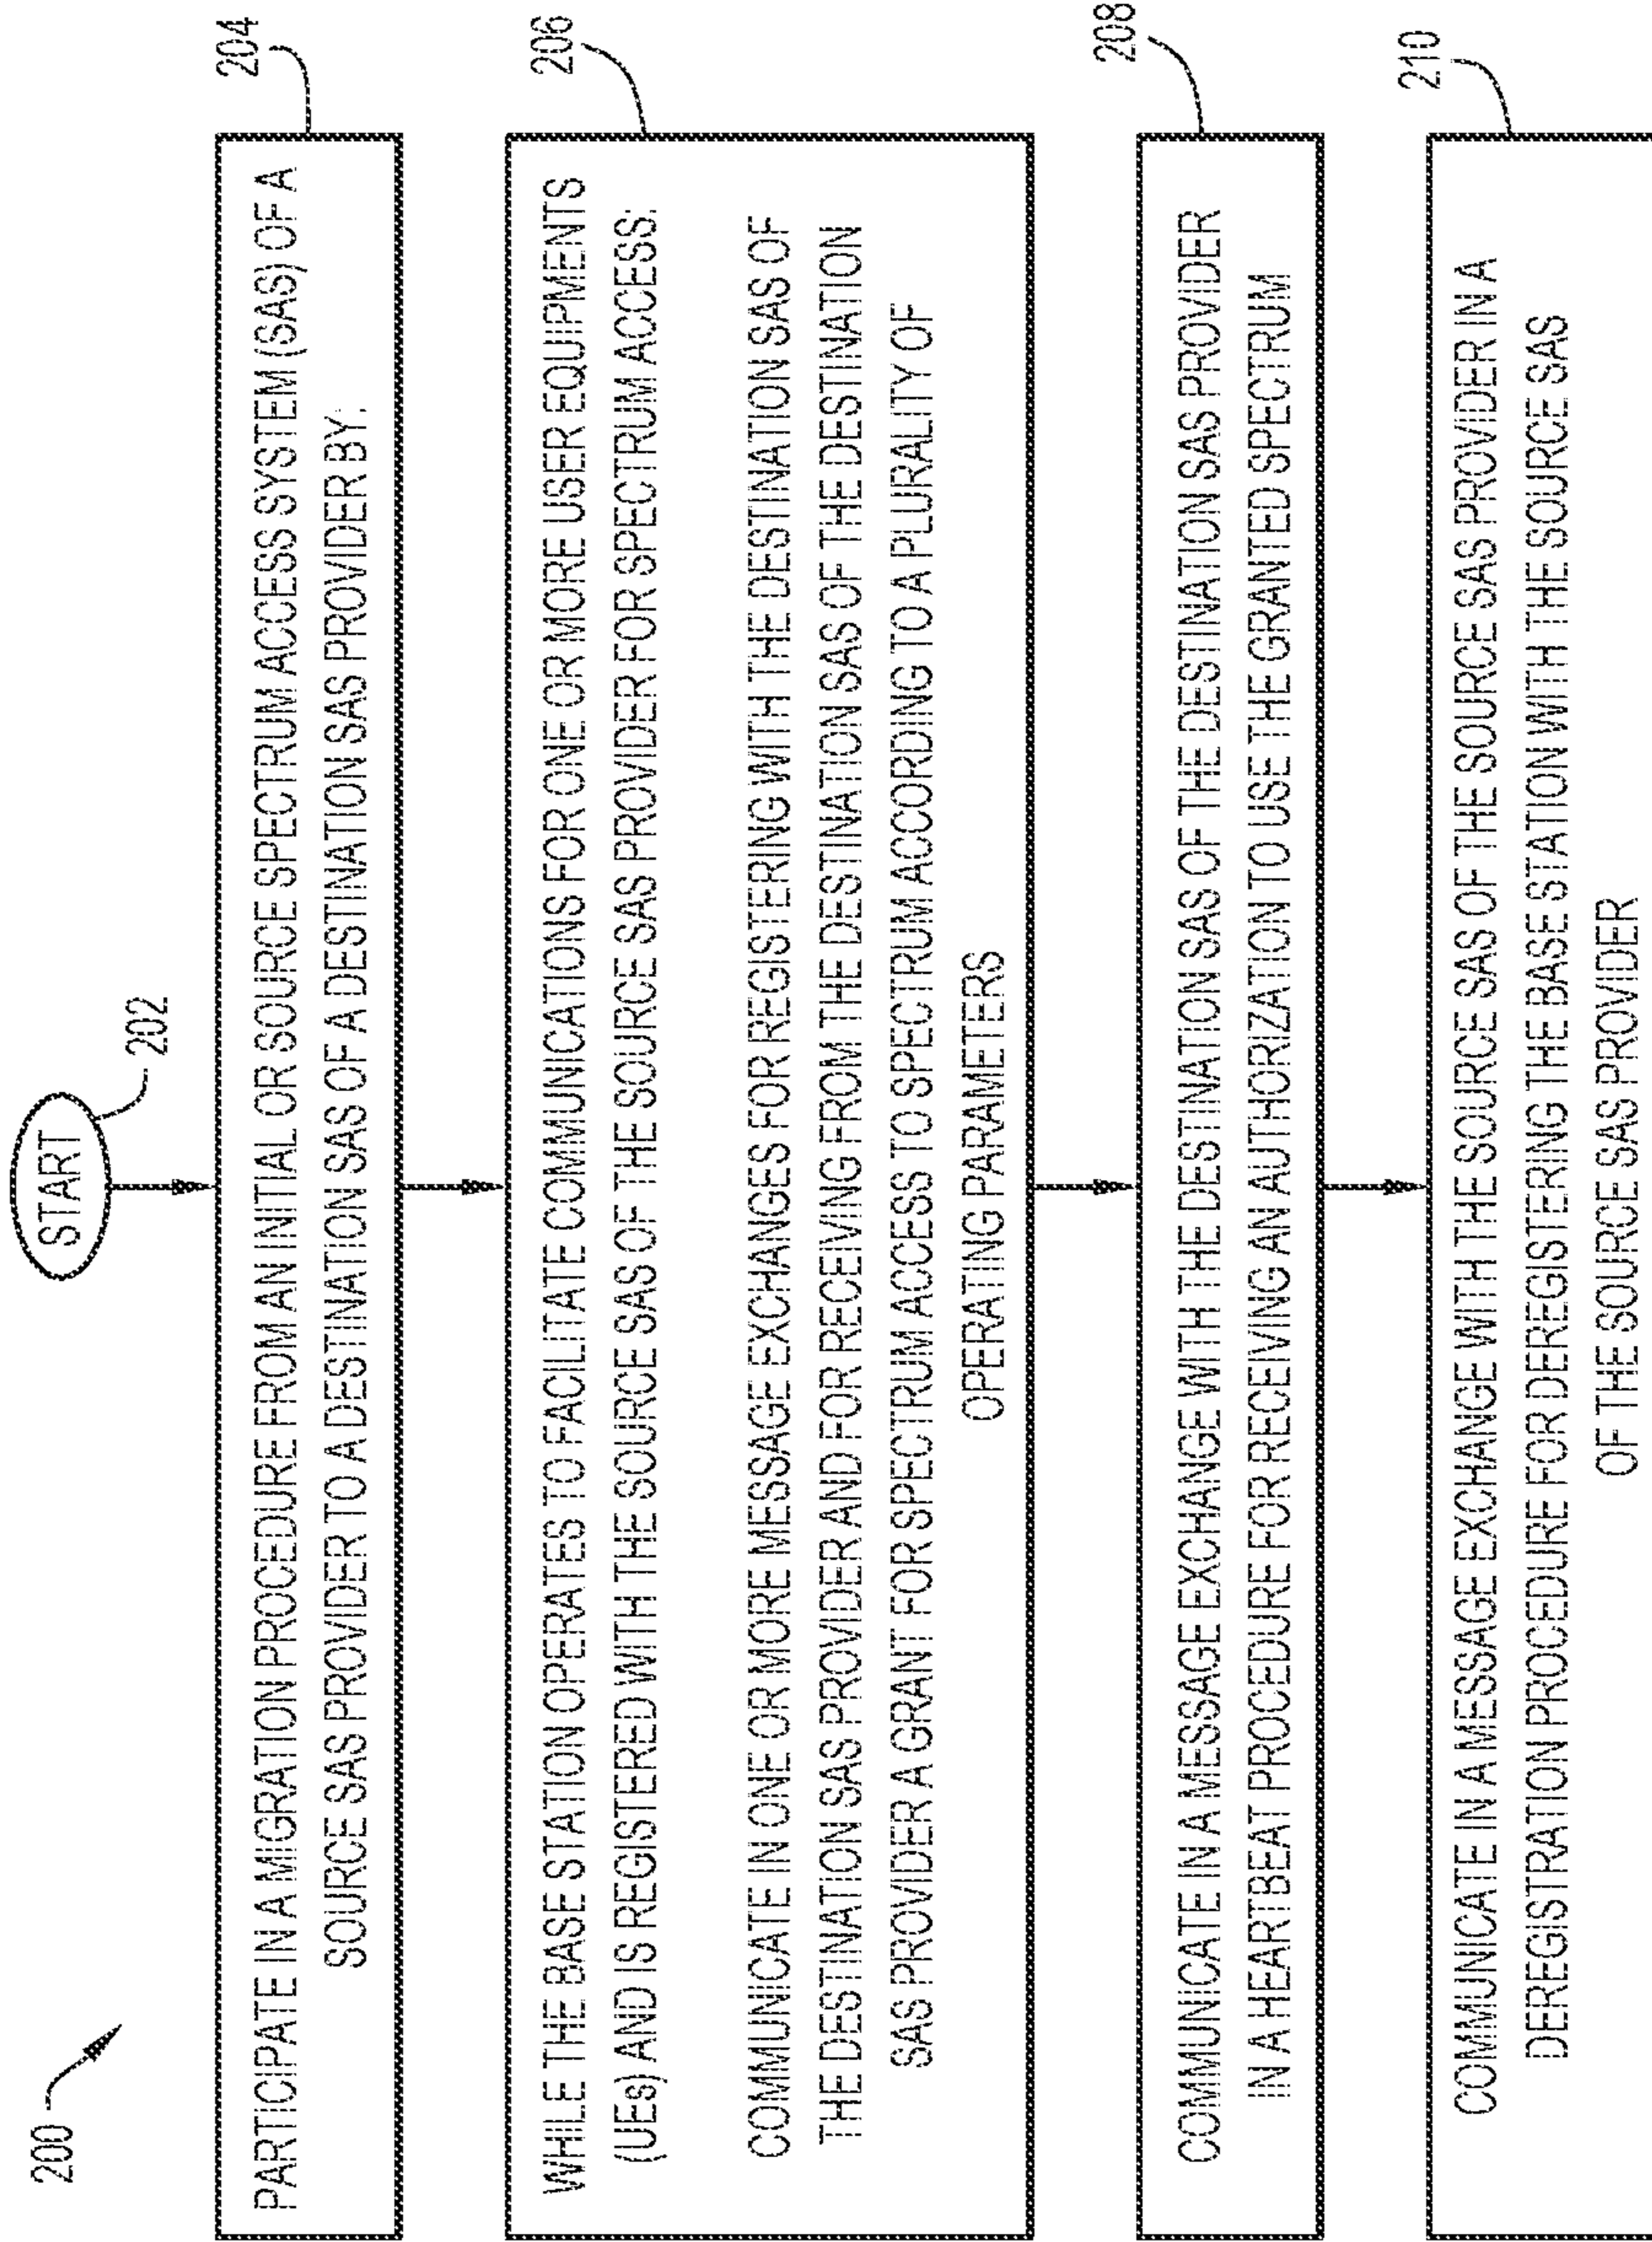 200
START
202
PARTICIPATE IN A MIGRATION PROCEDURE FROM AN INITIAL OR SOURCE SPECTRUM ACCESS SYSTEM (SAS) OF A
SOURCE SAS PROVIDER TO A DESTINATION SAS OF A DESTINATION SAS PROVIDER BY:
204
WHILE THE BASE STATION OPERATES TO FACILITATE COMMUNICATIONS FOR ONE OR MORE USER EQUIPMENTS
(UEs) AND IS REGISTERED WITH THE SOURCE SAS OF THE SOURCE SAS PROVIDER FOR SPECTRUM ACCESS:
COMMUNICATE IN ONE OR MORE MESSAGE EXCHANGES FOR REGISTERING WITH THE DESTINATION SAS OF
THE DESTINATION SAS PROVIDER AND FOR RECEIVING FROM THE DESTINATION SAS OF THE DESTINATION
SAS PROVIDER A GRANT FOR SPECTRUM ACCESS TO SPECTRUM ACCORDING TO A PLURALITY OF
OPERATING PARAMETERS
206
COMMUNICATE IN A MESSAGE EXCHANGE WITH THE DESTINATION SAS OF THE DESTINATION SAS PROVIDER
IN A HEARTBEAT PROCEDURE FOR RECEIVING AN AUTHORIZATION TO USE THE GRANTED SPECTRUM
208
COMMUNICATE IN A MESSAGE EXCHANGE WITH THE SOURCE SAS OF THE SOURCE SAS PROVIDER IN A
DEREGISTRATION PROCEDURE FOR DEREGISTERING THE BASE STATION WITH THE SOURCE SAS
OF THE SOURCE SAS PROVIDER
210